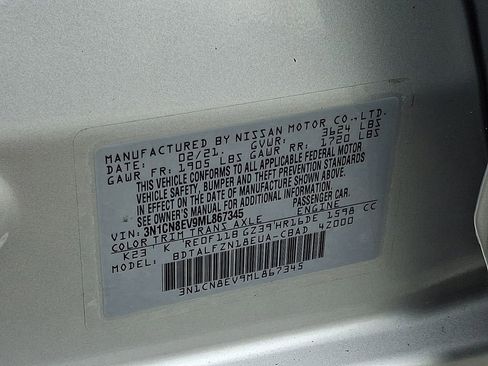 MANUFACTURED BY NISSAN MOTOR CO., LTD.
DATE: 02/21. GVWR: 3624 LBS
GAWR FR: 1905 LBS GAWR RR: 1720 LBS
THIS VEHICLE CONFORMS TO ALL APPLICABLE FEDERAL MOTOR
VEHICLE SAFETY, BUMPER AND THEFT PREVENTION STANDARDS
IN EFFECT ON THE DATE OF MANUFACTURE SHOWN ABOVE.
SEE OWNER'S MANUAL FOR ADDITIONAL INFORMATION.
VIN: 3N1CN8EV9ML867345 PASSENGER CAR.
COLOR TRIM TRANS AXLE
K23 K RE0F11B GZ39 HR16DE 1598 CC
MODEL: BDTALFZN18EUA-CBAD 4Z000
3N1CN8EV9ML867345